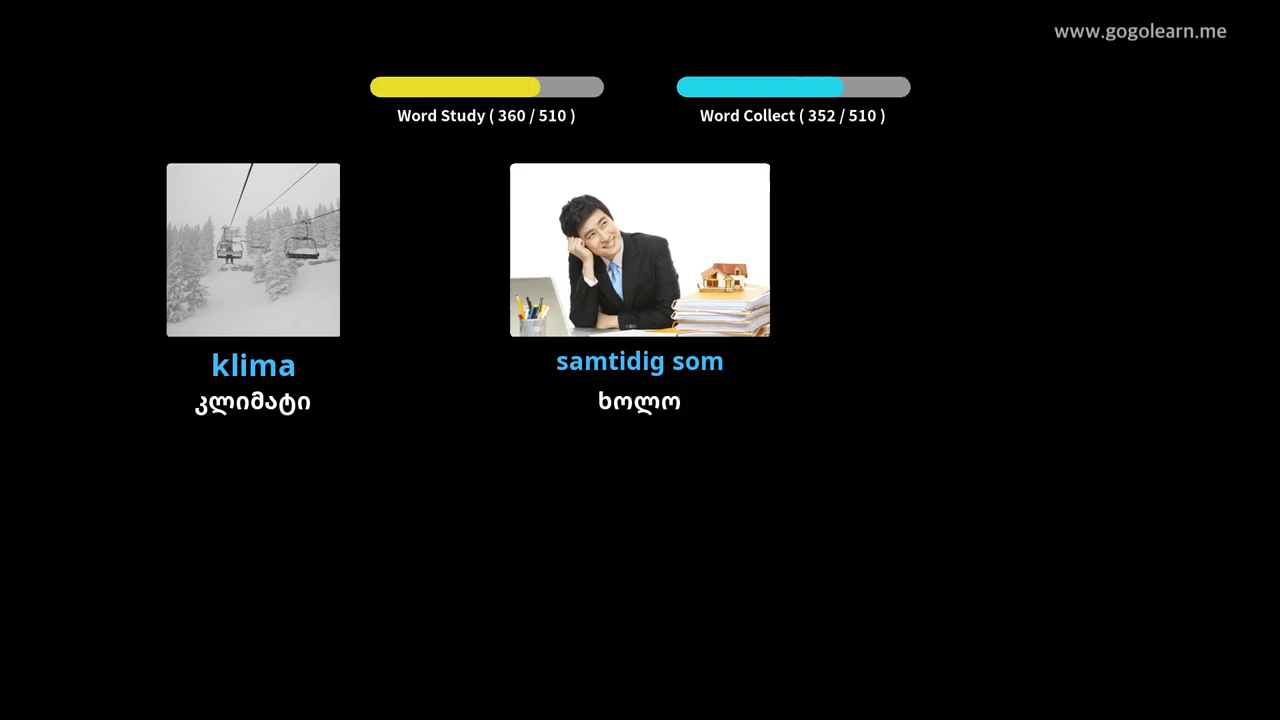 www.gogolearn.me
Word Study ( 360 / 510 )
Word Collect ( 352 / 510 )
klima
კლიმატი
samtidig som
ხოლო